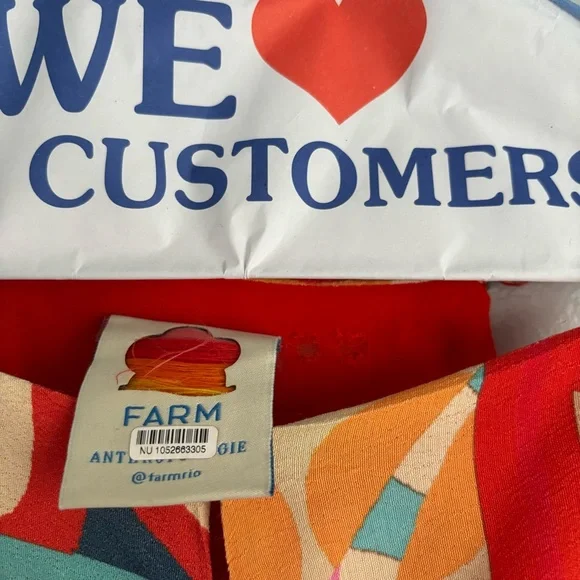 WE
CUSTOMERS
FARM
NU 1052663305
@farmrio